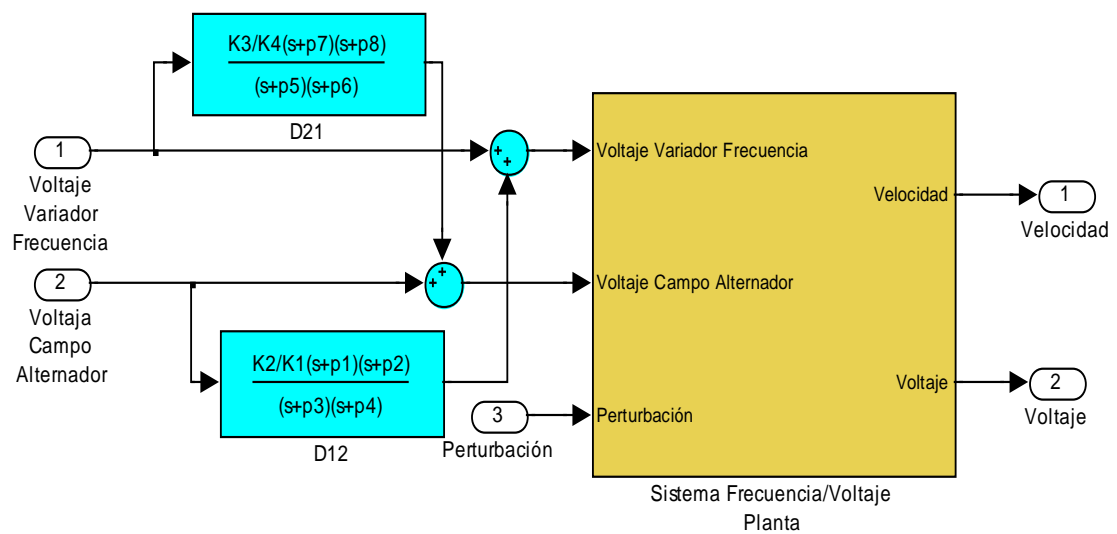 K3/K4(s+p7)(s+p8)
(s+p5)(s+p6)
D21
1
Voltaje
Variador
Frecuencia
+
+
Voltaje Variador Frecuencia
Velocidad
1
Velocidad
2
Voltaja
Campo
Alternador
+
+
Voltaje Campo Alternador
K2/K1(s+p1)(s+p2)
(s+p3)(s+p4)
D12
3
Perturbación
Perturbación
Voltaje
2
Voltaje
Sistema Frecuencia/Voltaje
Planta